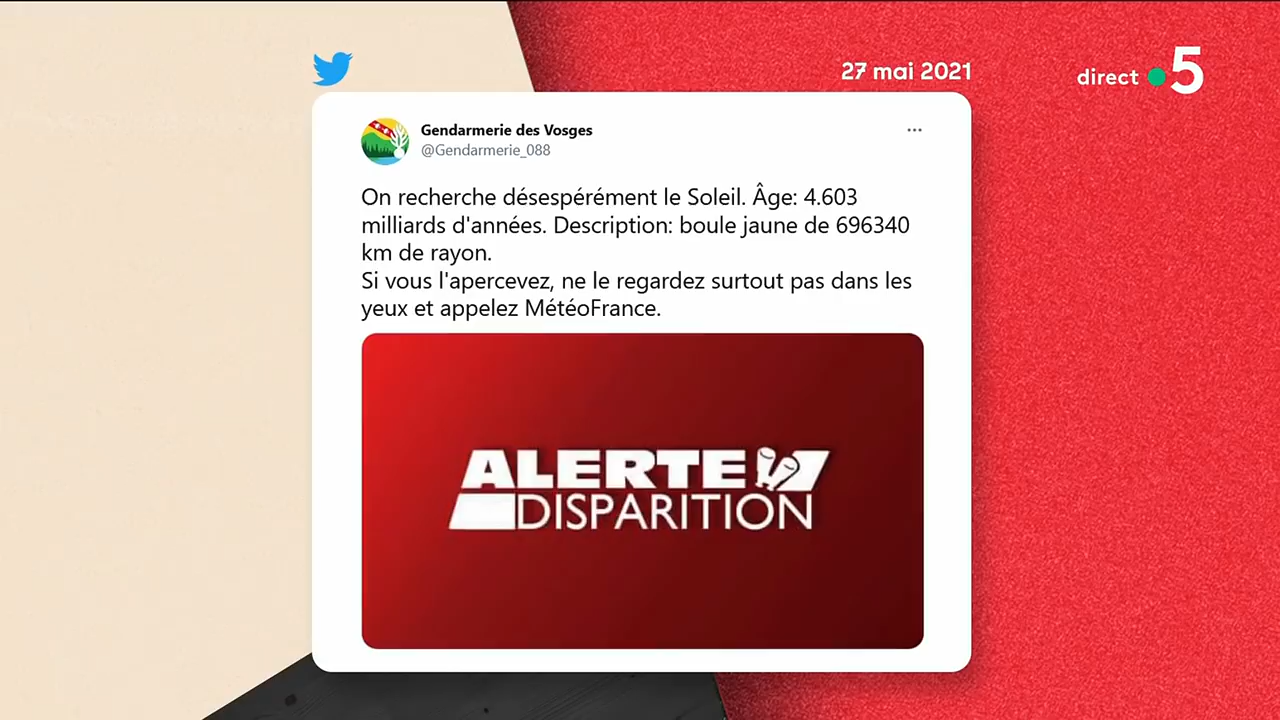 27 mai 2021
direct 5
Gendarmerie des Vosges
@Gendarmerie_088
On recherche désespérément le Soleil. Âge: 4.603
milliards d'années. Description: boule jaune de 696340
km de rayon.
Si vous l'apercevez, ne le regardez surtout pas dans les
yeux et appelez MétéoFrance.
ALERTE
DISPARITION